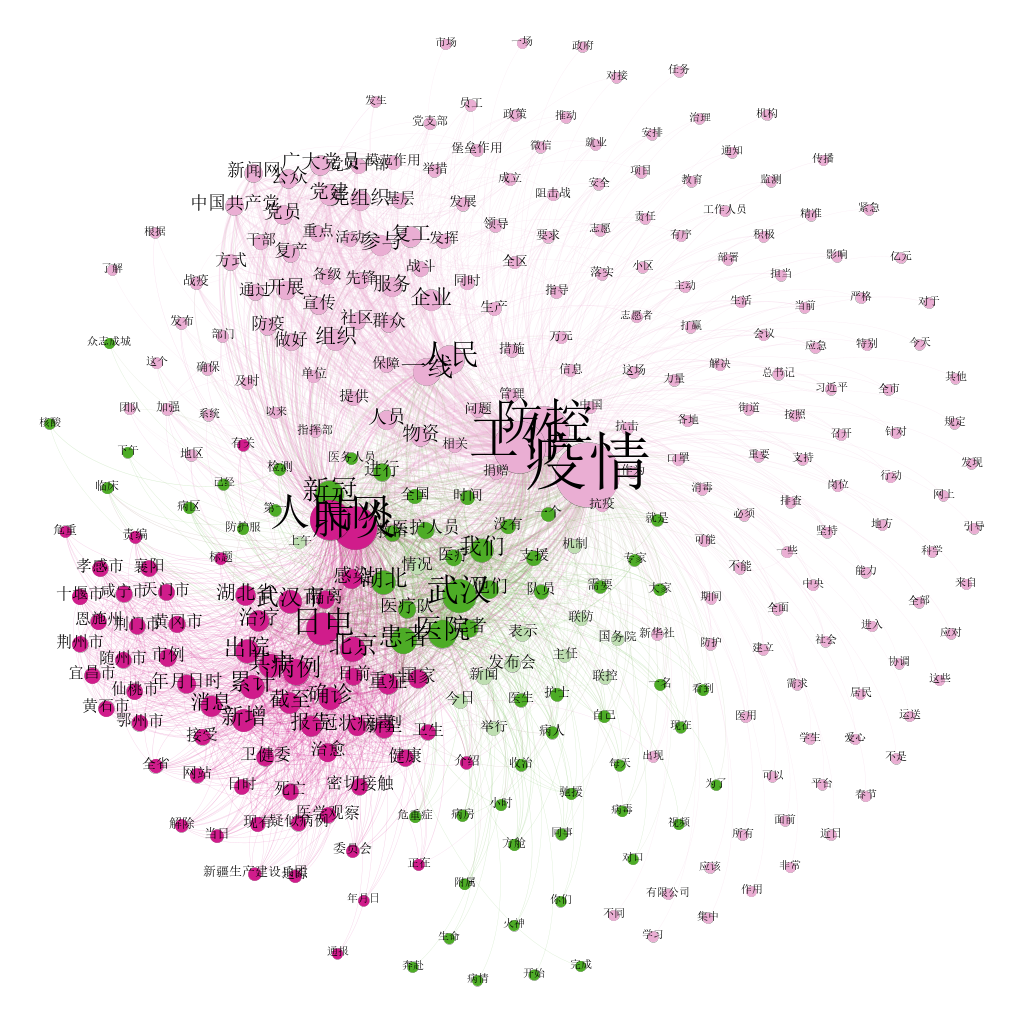 市场
一场
政府
对接
任务
发生
员工
党支部
政策
推动
治理
机构
安排
就业
微信
堡垒作用
通知
传播
新闻网
广大党员
党员干部
模范作用
举措
公众
成立
阻击战
安全
项目
教育
监测
中国共产党
党建
党组织
基层
党员
发展
领导
要求
志愿
责任
工作人员
精准
紧急
根据
干部
重点
活动
参与
复工
发挥
复产
全区
有序
积极
了解
方式
战疫
各级
先锋
战斗
落实
小区
部署
影响
亿元
通过
开展
服务
同时
指导
主动
担当
宣传
企业
生产
生活
严格
当前
对于
发布
防疫
社区
群众
志愿者
打赢
会议
众志成城
部门
做好
组织
万元
措施
应急
特别
今天
这个
确保
人民
一线
保障
信息
这场
解决
总书记
其他
及时
单位
力量
习近平
全市
提供
管理
团队
加强
系统
以来
人员
问题
防控
中国
各地
街道
按照
规定
核酸
指挥部
物资
相关
工作
抗击
召开
针对
地区
有关
医务人员
疫情
口罩
重要
支持
发现
下午
检测
进行
捐赠
行动
临床
已经
新冠
全国
时间
消毒
岗位
网上
病区
第一
肺炎
抗疫
排查
防护服
医护人员
没有
一个
就是
必须
坚持
地方
引导
危重
责编
上午
我们
机制
可能
一些
科学
标题
情况
医疗
支援
专家
不能
能力
孝感市
襄阳
感染
湖北
武汉
他们
队员
需要
大家
中央
来自
十堰市
咸宁市
天门市
湖北省
武汉市
隔离
医疗队
期间
全面
全部
恩施州
荆门市
黄冈市
治疗
日电
患者
医院
联防
进入
荆州市
表示
国务院
新华社
防护
社会
应对
随州市
市例
出院
北京
主任
建立
宜昌市
病例
发布会
协调
仙桃市
年月日时
累计
日前
重症
国家
新闻
联控
一名
看到
需求
这些
黄石市
消息
截至
确诊
今日
医生
护士
居民
鄂州市
新增
报告
冠状病毒
新型
举行
自己
医用
运送
接受
卫生
病人
现在
学生
爱心
不是
卫健委
治愈
健康
出现
全省
网站
介绍
收治
每天
可以
日时
死亡
密切接触
驰援
为了
平台
春节
医学观察
小时
病毒
解除
现有
疑似病例
危重症
病房
视频
面前
当日
方舱
同事
所有
近日
委员会
正在
对口
应该
非常
新疆生产建设兵团
附属
年月日
你们
有限公司
作用
火神
不同
集中
通报
生命
学习
奔赴
病情
开始
完成